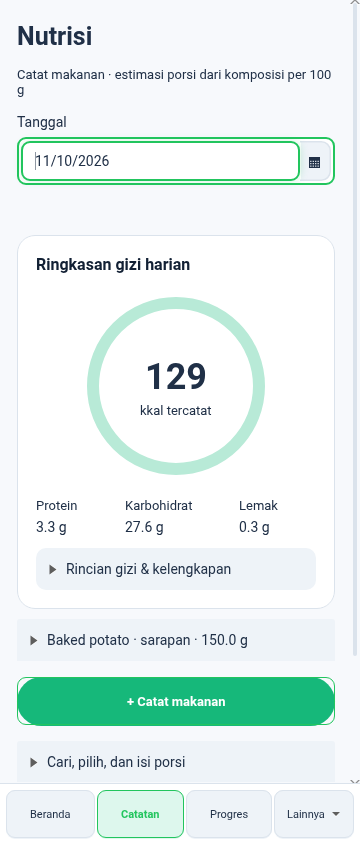 Nutrisi
Catat makanan · estimasi porsi dari komposisi per 100
g
Tanggal
11/10/2026
Ringkasan gizi harian
129
kkal tercatat
Protein Karbohidrat Lemak
3.3 g 27.6 g 0.3 g
Rincian gizi & kelengkapan
Baked potato · sarapan · 150.0 g
+ Catat makanan
Cari, pilih, dan isi porsi
Beranda Catatan Progres Lainnya